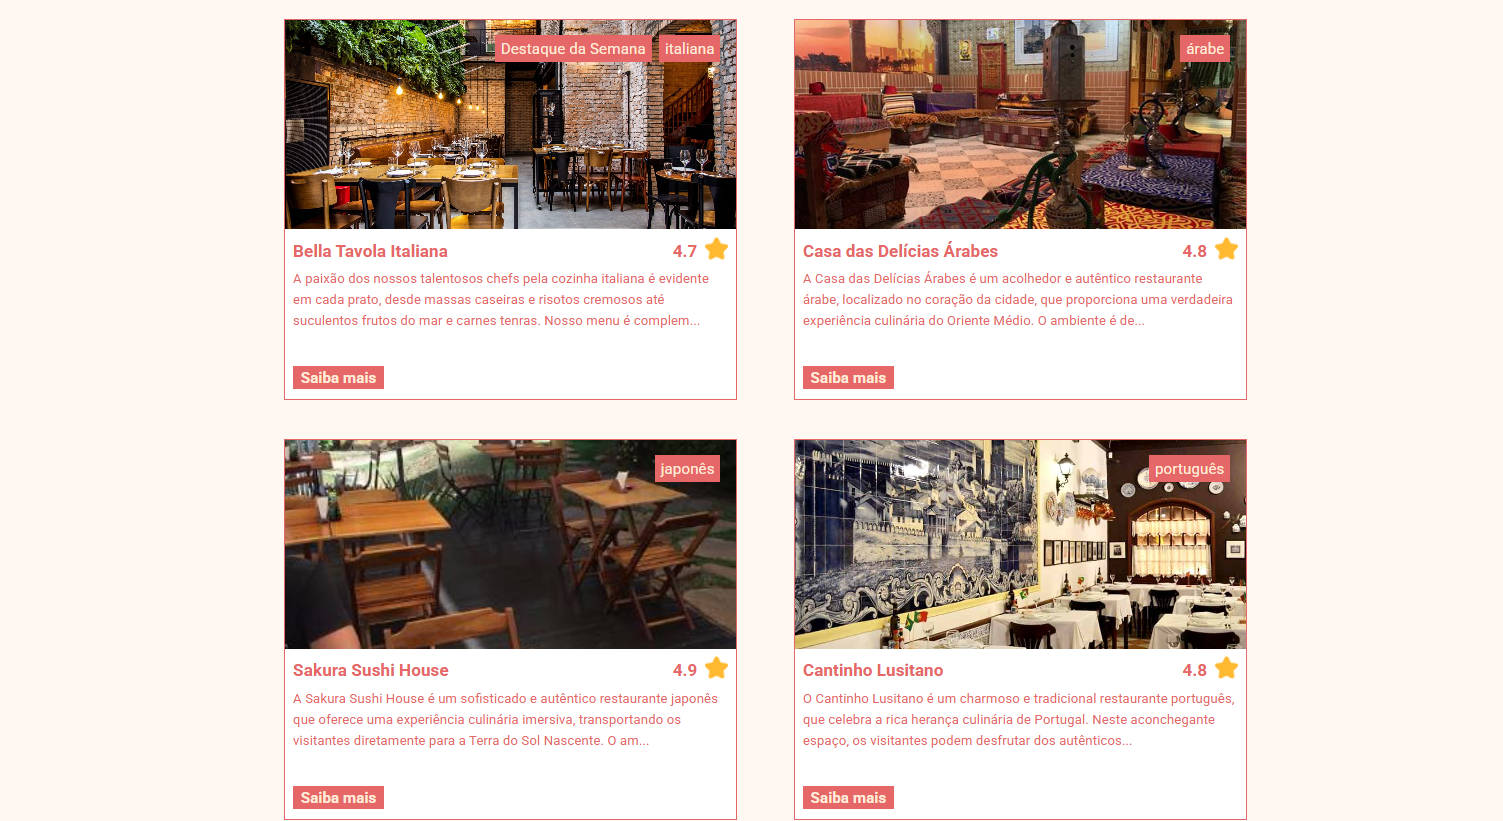 Destaque da Semana italiana
Bella Tavola Italiana 4.7
A paixão dos nossos talentosos chefs pela cozinha italiana é evidente
em cada prato, desde massas caseiras e risotos cremosos até
suculentos frutos do mar e carnes tenras. Nosso menu é complem...
Saiba mais
árabe
Casa das Delícias Árabes 4.8
A Casa das Delícias Árabes é um acolhedor e autêntico restaurante
árabe, localizado no coração da cidade, que proporciona uma verdadeira
experiência culinária do Oriente Médio. O ambiente é de...
Saiba mais
japonês
Sakura Sushi House 4.9
A Sakura Sushi House é um sofisticado e autêntico restaurante japonês
que oferece uma experiência culinária imersiva, transportando os
visitantes diretamente para a Terra do Sol Nascente. O am...
Saiba mais
português
Cantinho Lusitano 4.8
O Cantinho Lusitano é um charmoso e tradicional restaurante português,
que celebra a rica herança culinária de Portugal. Neste aconchegante
espaço, os visitantes podem desfrutar dos autênticos...
Saiba mais